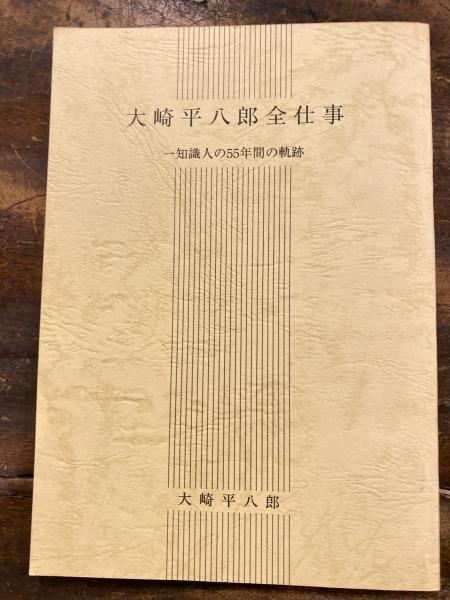 大崎平八郎全仕事
一知識人の55年間の軌跡
大崎平八郎